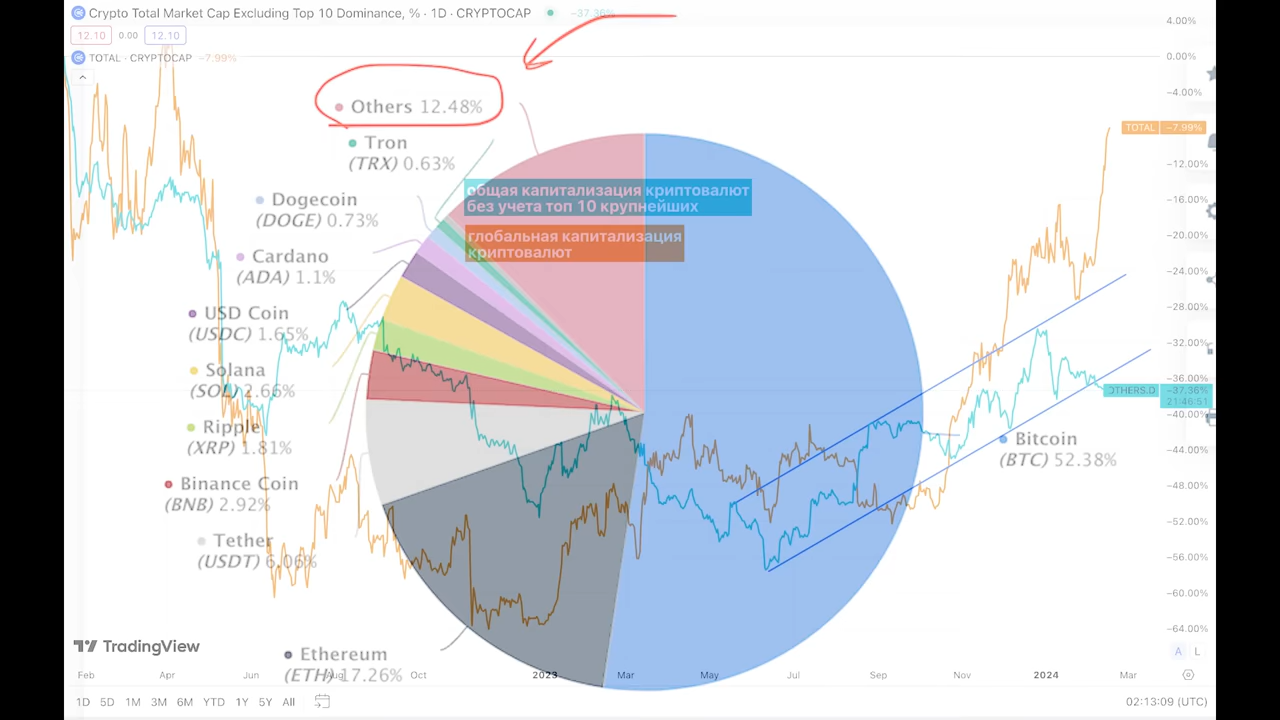 Crypto Total Market Cap Excluding Top 10 Dominance, % · 1D · CRYPTOCAP
−37.36%
4.00%
12.10 0.00 12.10
TOTAL · CRYPTOCAP −7.99%
0.00%
−4.00%
Others 12.48%
TOTAL −7.99%
Tron
(TRX) 0.63%
−12.00%
общая капитализация криптовалют
без учета топ 10 крупнейших
Dogecoin
(DOGE) 0.73%
−16.00%
−20.00%
глобальная капитализация
криптовалют
Cardano
(ADA) 1.1%
−24.00%
−28.00%
USD Coin
(USDC) 1.65%
−32.00%
Solana
(SOL) 2.66%
−36.00%
OTHERS.D −37.36%
21:46:51
−40.00%
Ripple
(XRP) 1.81%
Bitcoin
(BTC) 52.38%
−44.00%
−48.00%
Binance Coin
(BNB) 2.92%
−52.00%
Tether
(USDT) 6.06%
−56.00%
−60.00%
−64.00%
TradingView
Ethereum
(ETH) 17.26%
A L
Feb Apr Jun Aug Oct 2023 Mar May Jul Sep Nov 2024 Mar
1D 5D 1M 3M 6M YTD 1Y 5Y All
02:13:09 (UTC)